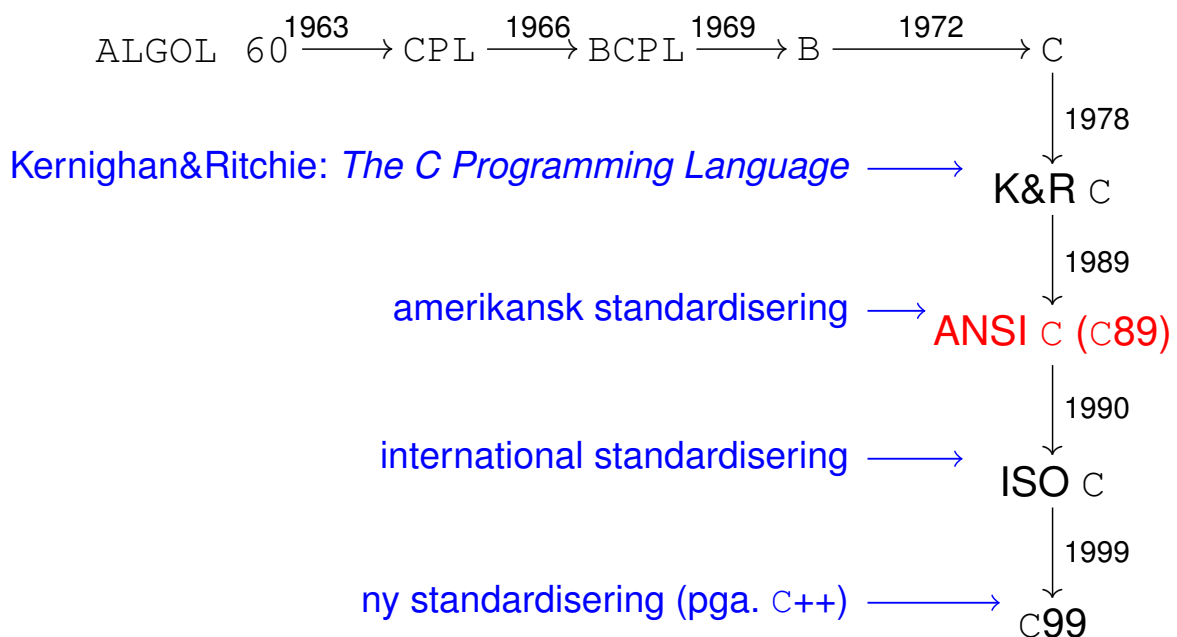 1963 1966 1969 1972
ALGOL 60 CPL BCPL B C
1978
Kernighan&Ritchie: The C Programming Language
K&R C
1989
amerikansk standardisering
ANSI C (C89)
1990
international standardisering
ISO C
1999
ny standardisering (pga. C++)
C99